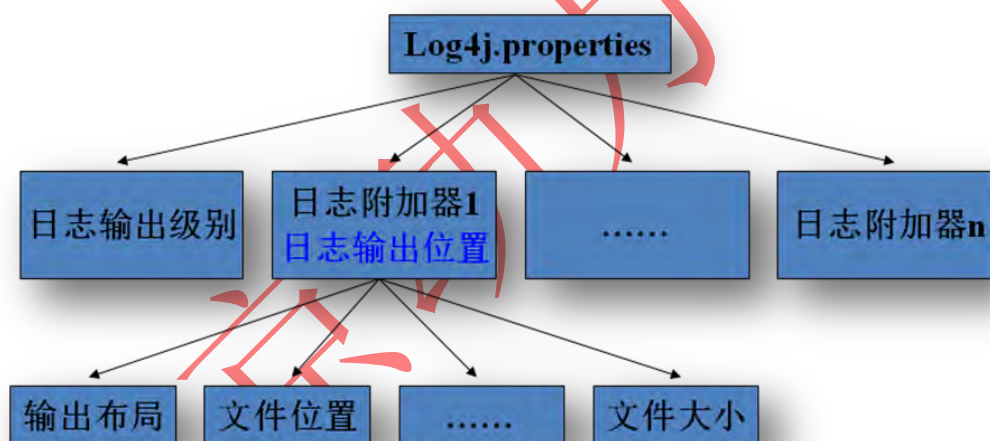 Log4j.properties
日志输出级别
日志附加器1
日志输出位置
......
日志附加器n
输出布局
文件位置
......
文件大小